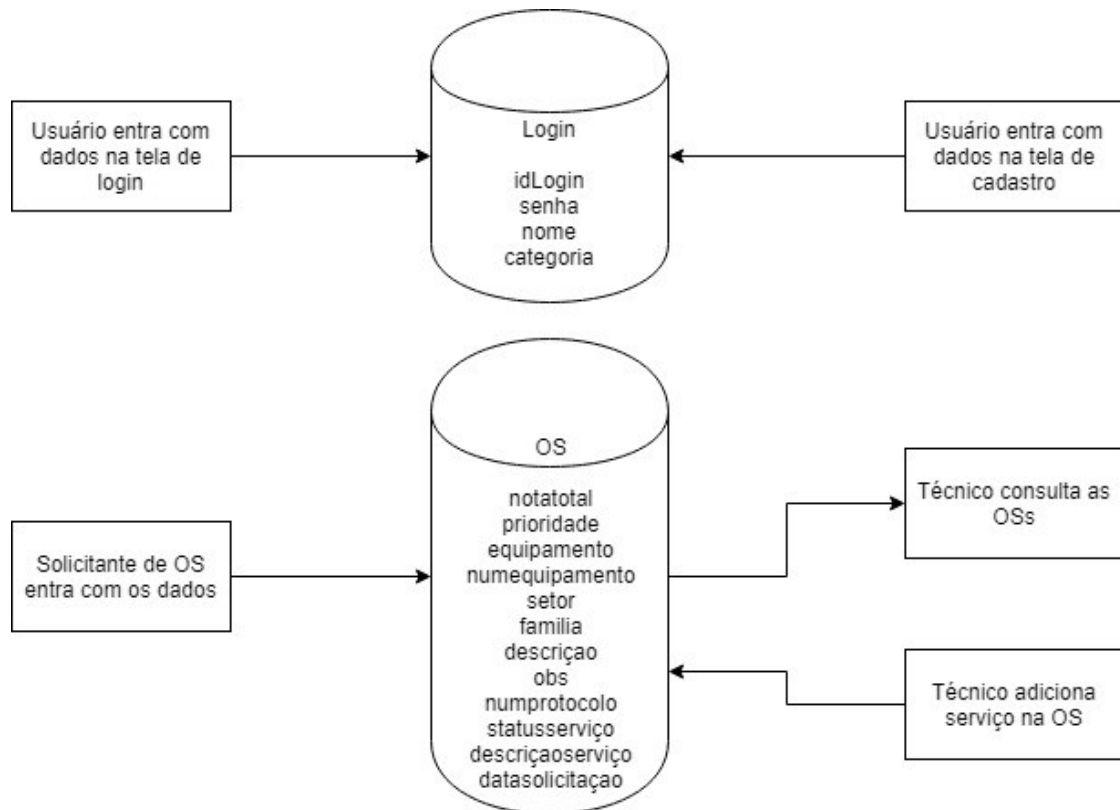 Login
idLogin
senha
nome
categoria
Usuário entra com
dados na tela de
login
Usuário entra com
dados na tela de
cadastro
OS
notatotal
prioridade
equipamento
numequipamento
setor
familia
descriçao
obs
numprotocolo
statusserviço
descriçaoserviço
datasolicitaçao
Solicitante de OS
entra com os dados
Técnico consulta as
OSs
Técnico adiciona
serviço na OS